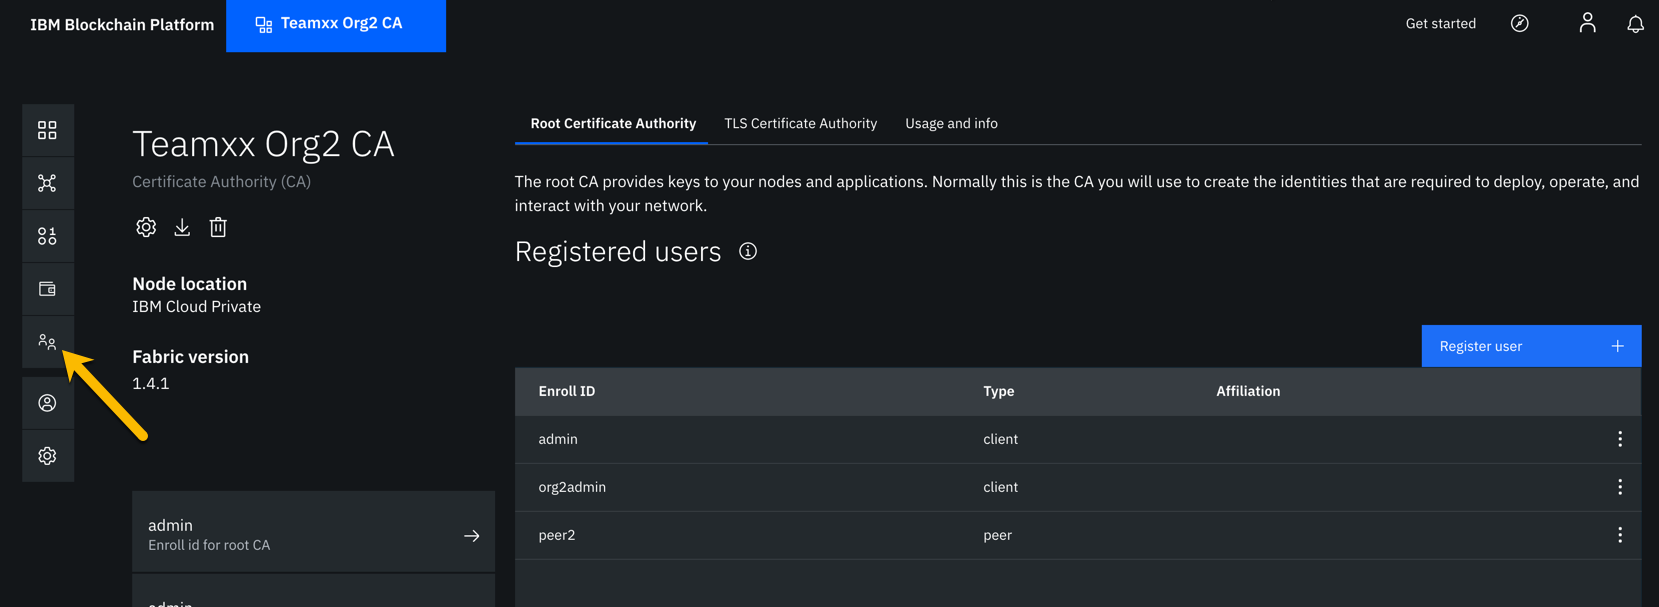 IBM Blockchain Platform
Teamxx Org2 CA
Get started
Teamxx Org2 CA
Certificate Authority (CA)
Node location
IBM Cloud Private
Fabric version
1.4.1
admin
Enroll id for root CA
admin
Root Certificate Authority
TLS Certificate Authority
Usage and info
The root CA provides keys to your nodes and applications. Normally this is the CA you will use to create the identities that are required to deploy, operate, and
interact with your network.
Registered users
Register user
Enroll ID Type Affiliation
admin client
org2admin client
peer2 peer